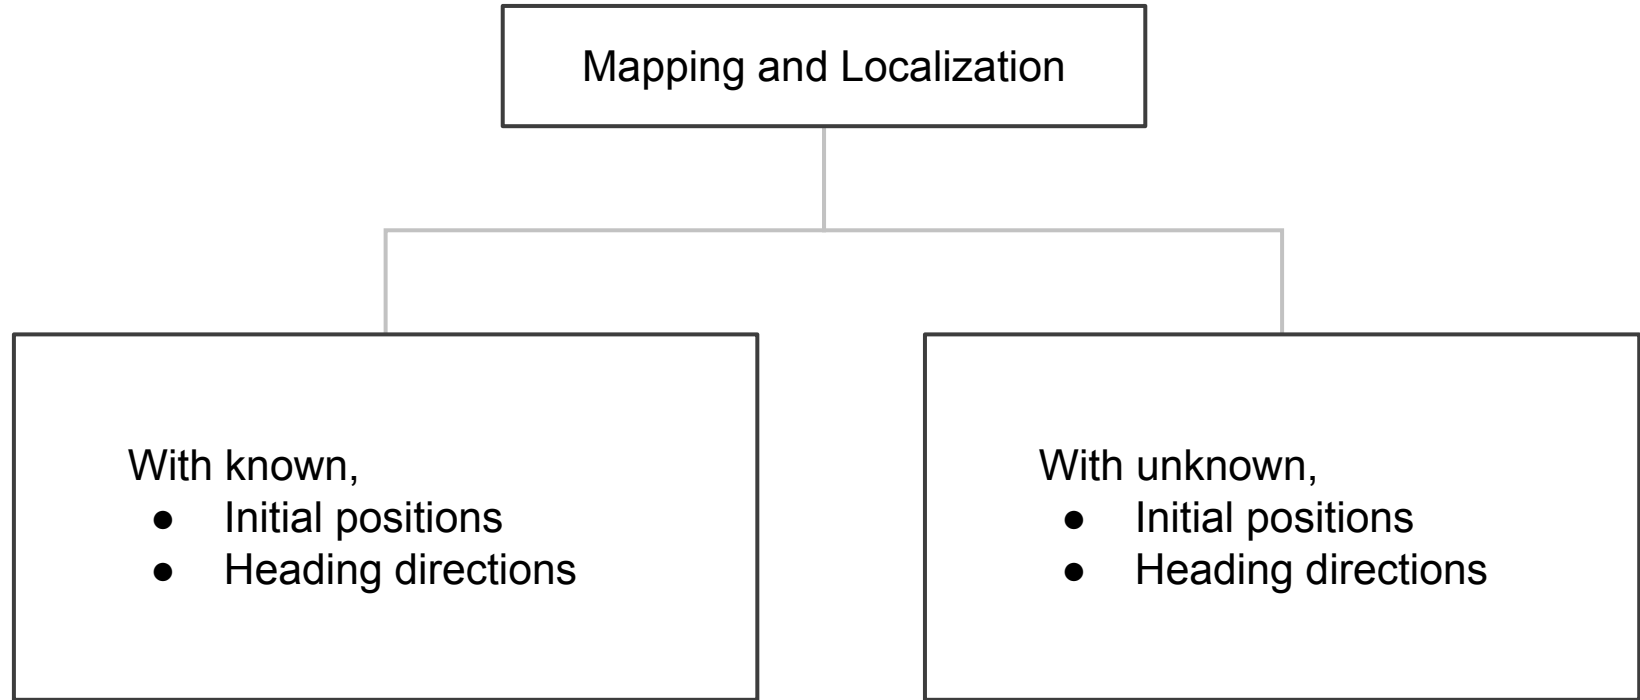 Mapping and Localization
With known,
● Initial positions
● Heading directions
With unknown,
● Initial positions
● Heading directions